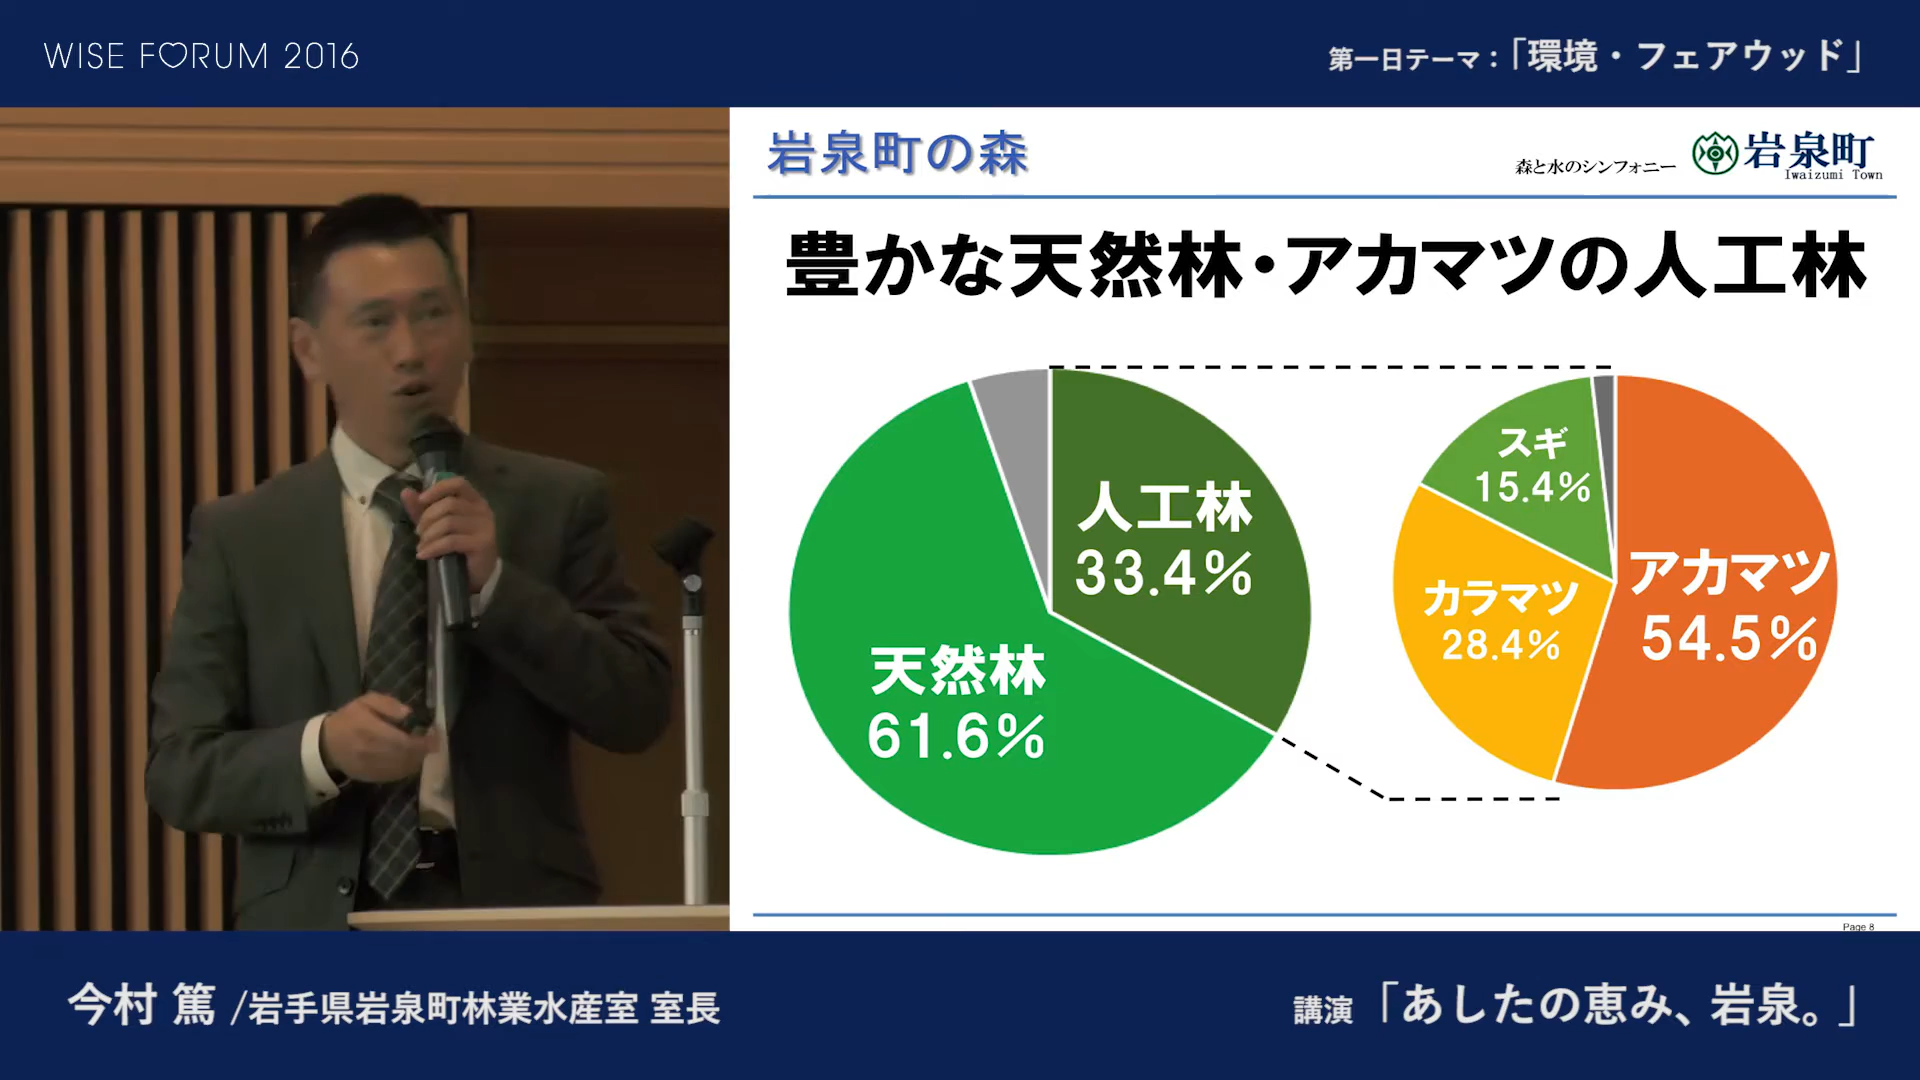 WISE FORUM 2016
第一日テーマ：「環境・フェアウッド」
岩泉町の森
森と水のシンフォニー
岩泉町
Iwaizumi Town
豊かな天然林・アカマツの人工林
人工林
33.4%
天然林
61.6%
スギ
15.4%
カラマツ
28.4%
アカマツ
54.5%
Page 8
今村 篤 /岩手県岩泉町林業水産室 室長
講演 「あしたの恵み、岩泉。」